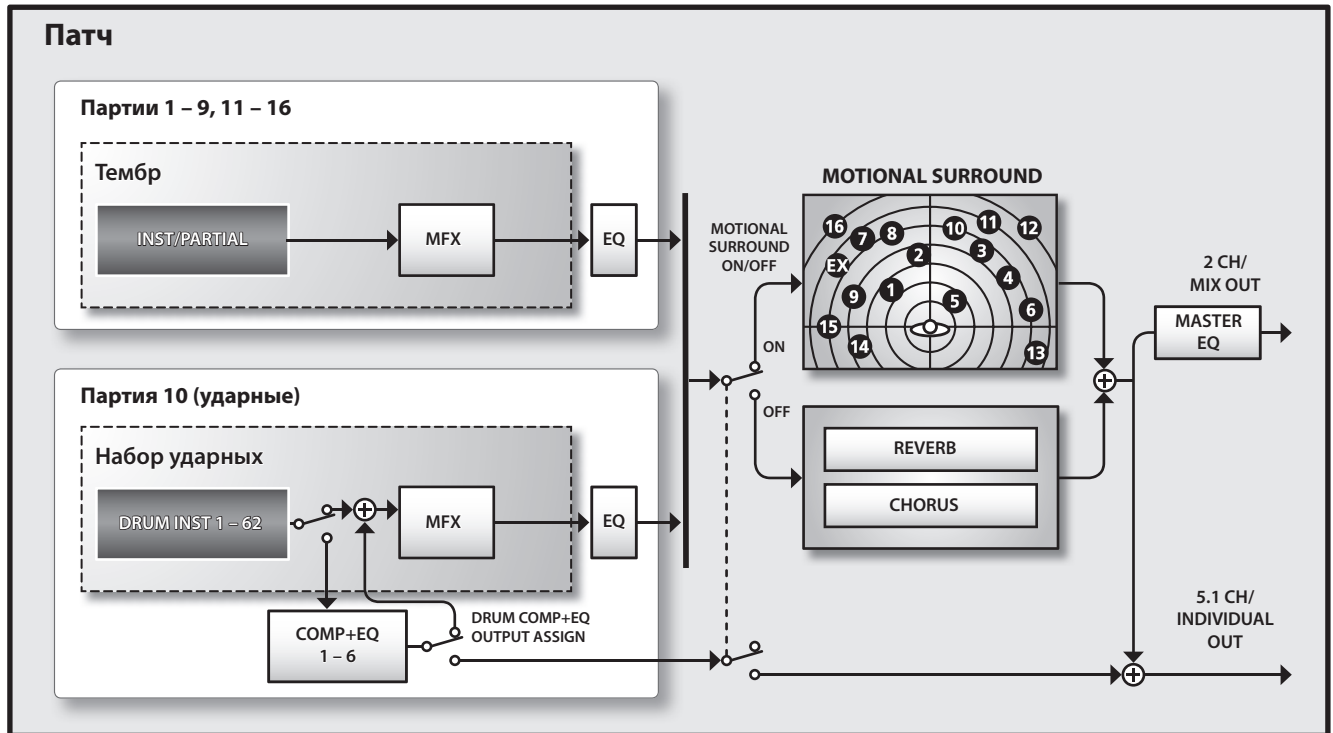 Патч
Партии 1 – 9, 11 – 16
Тембр
INST/PARTIAL
MFX
EQ
Партия 10 (ударные)
Набор ударных
DRUM INST 1 – 62
MFX
EQ
COMP+EQ
1 – 6
DRUM COMP+EQ
OUTPUT ASSIGN
MOTIONAL
SURROUND
ON/OFF
ON
OFF
MOTIONAL SURROUND
16
7
8
10
11
12
EX
2
3
4
9
1
5
6
15
14
13
REVERB
CHORUS
2 CH/
MIX OUT
MASTER
EQ
5.1 CH/
INDIVIDUAL
OUT